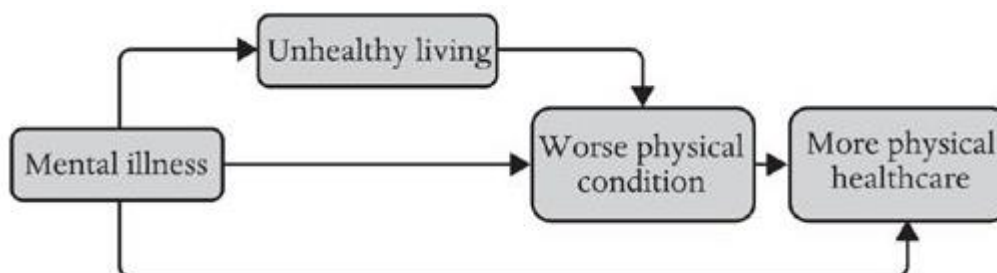 Unhealthy living
Mental illness
Worse physical
condition
More physical
healthcare